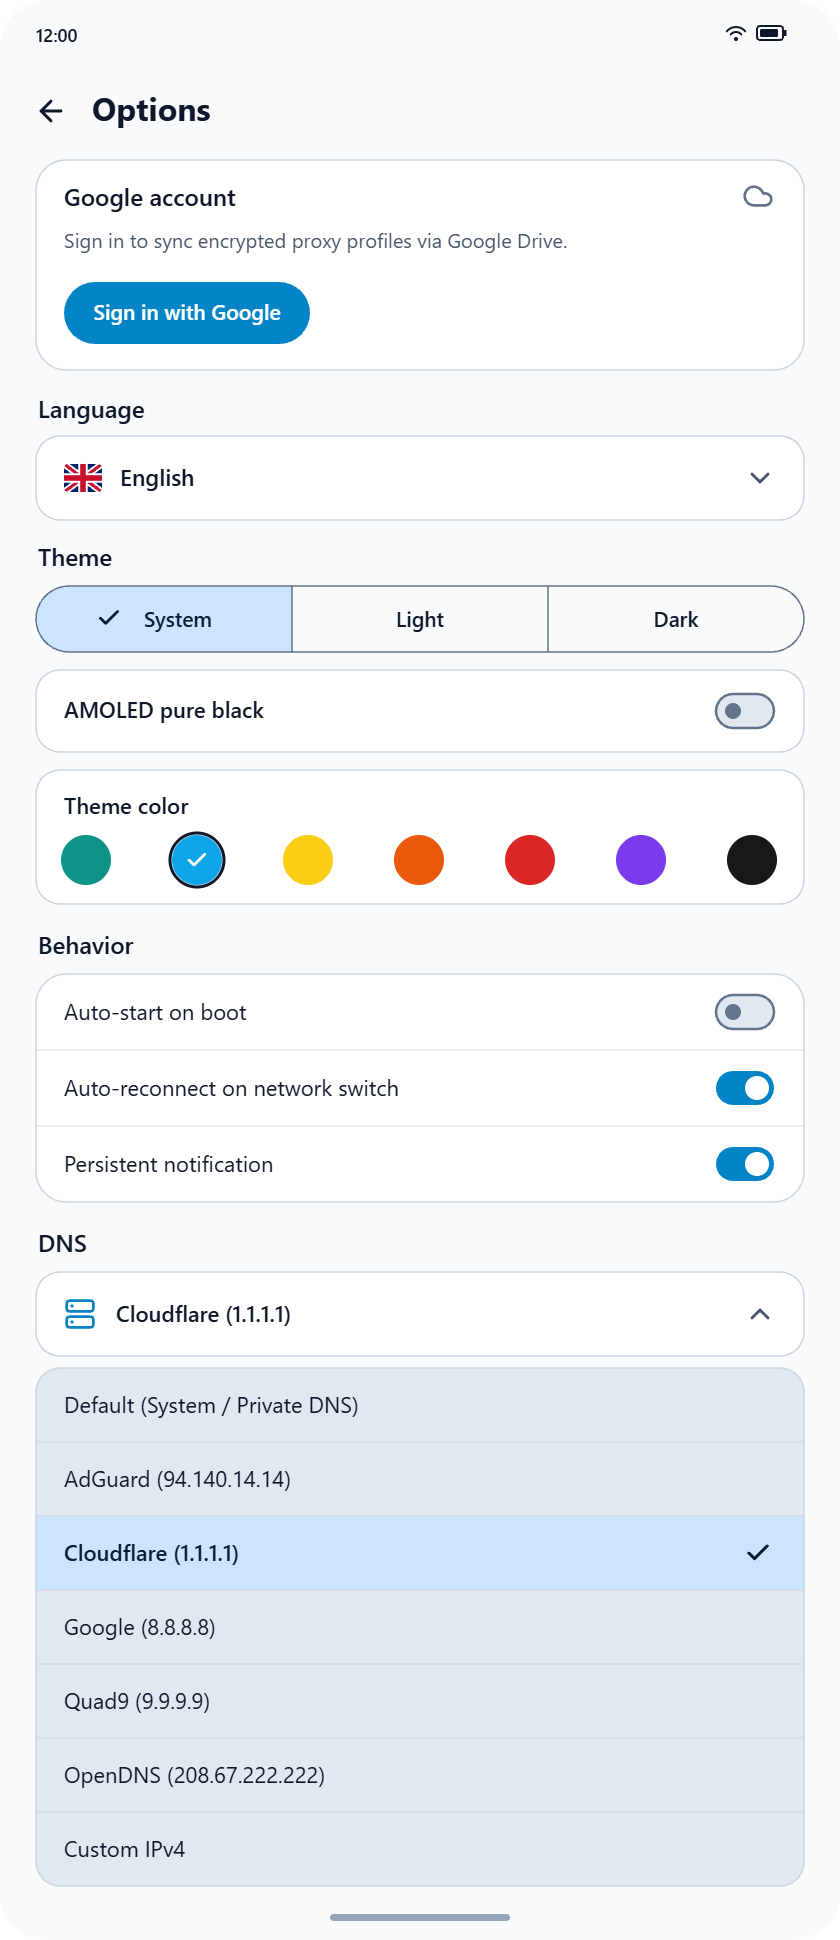 12:00
Options
Google account
Sign in to sync encrypted proxy profiles via Google Drive.
Sign in with Google
Language
English
Theme
System
Light
Dark
AMOLED pure black
Theme color
Behavior
Auto-start on boot
Auto-reconnect on network switch
Persistent notification
DNS
Cloudflare (1.1.1.1)
Default (System / Private DNS)
AdGuard (94.140.14.14)
Cloudflare (1.1.1.1)
Google (8.8.8.8)
Quad9 (9.9.9.9)
OpenDNS (208.67.222.222)
Custom IPv4